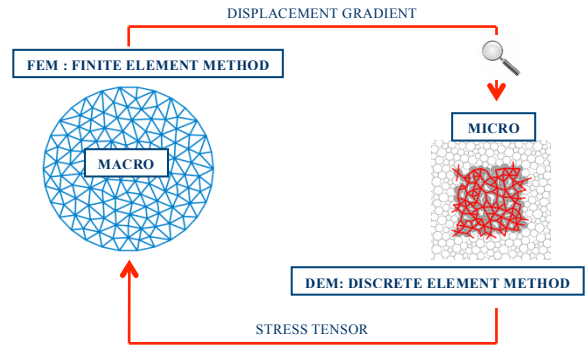 DISPLACEMENT GRADIENT
FEM : FINITE ELEMENT METHOD
MACRO
MICRO
DEM: DISCRETE ELEMENT METHOD
STRESS TENSOR